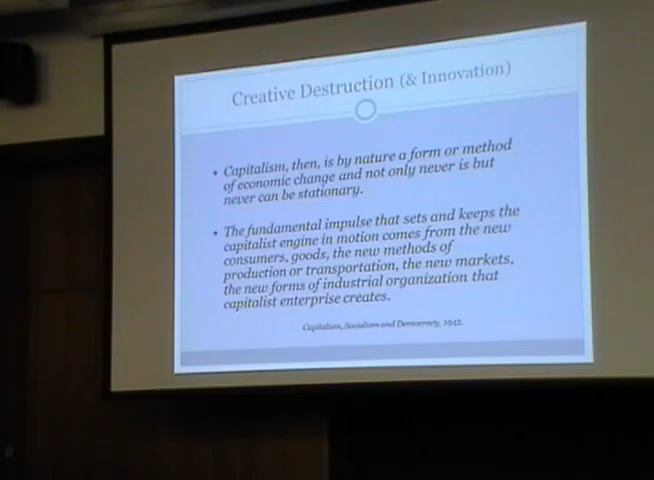 Creative Destruction (& Innovation)
• Capitalism, then, is by nature a form or method
of economic change and not only never is but
never can be stationary.
• The fundamental impulse that sets and keeps the
capitalist engine in motion comes from the new
consumers, goods, the new methods of
production or transportation, the new markets,
the new forms of industrial organization that
capitalist enterprise creates.
Capitalism, Socialism and Democracy, 1942.